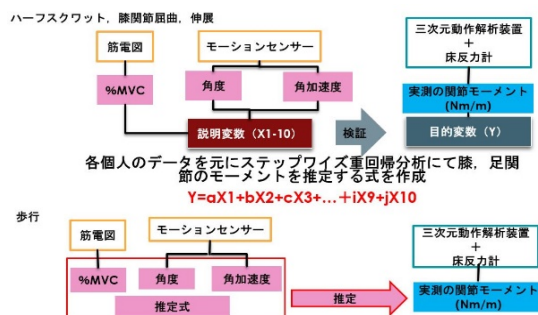 ハーフスクワット，膝関節屈曲，伸展
筋電図
モーションセンサー
三次元動作解析装置
＋
床反力計
%MVC
角度
角加速度
実測の関節モーメント
(Nm/m)
説明変数（X1-10）
検証
目的変数（Y）
各個人のデータを元にステップワイズ重回帰分析にて膝，足関
節のモーメントを推定する式を作成
Y=aX1+bX2+cX3+…＋iX9+jX10
歩行
筋電図
モーションセンサー
三次元動作解析装置
＋
床反力計
%MVC
角度
角加速度
推定式
推定
実測の関節モーメント
(Nm/m)